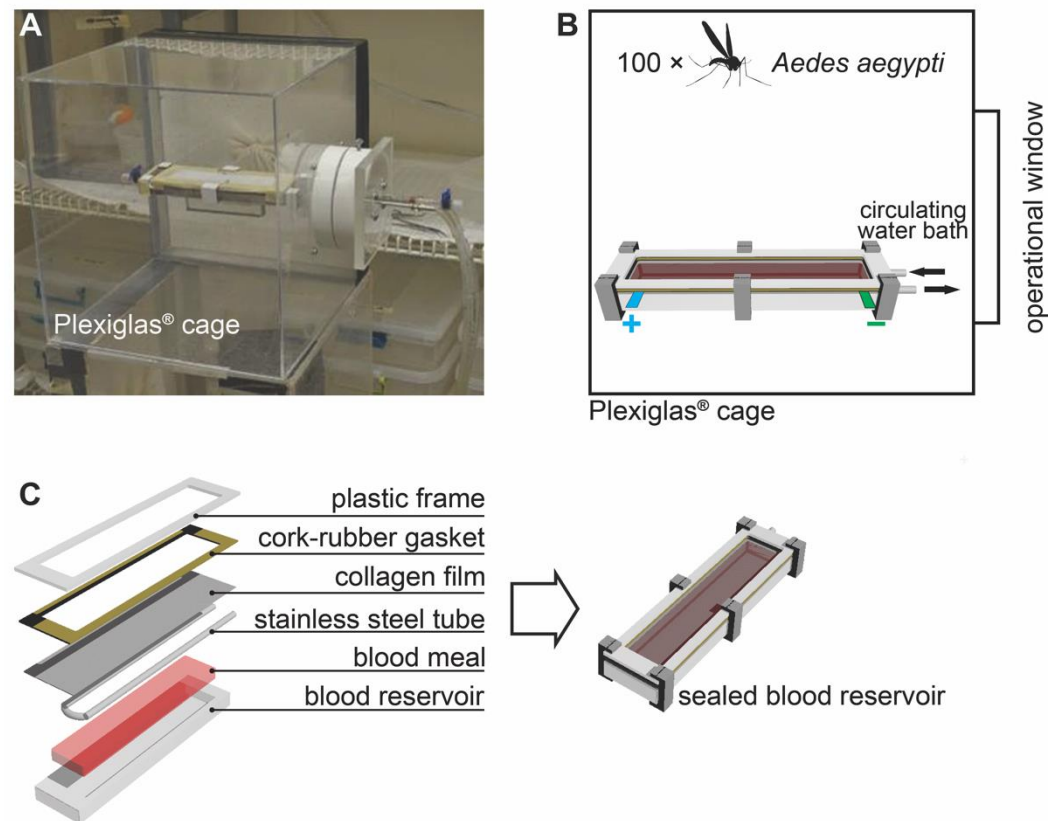 A
Plexiglas® cage
B
100 × Aedes aegypti
circulating
water bath
+
−
operational window
Plexiglas® cage
C
plastic frame
cork-rubber gasket
collagen film
stainless steel tube
blood meal
blood reservoir
sealed blood reservoir